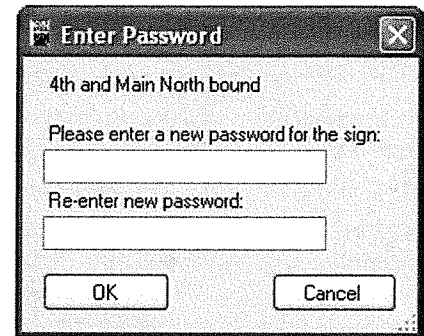 Enter Password
4th and Main North bound
Please enter a new password for the sign:
Re-enter new password:
OK
Cancel